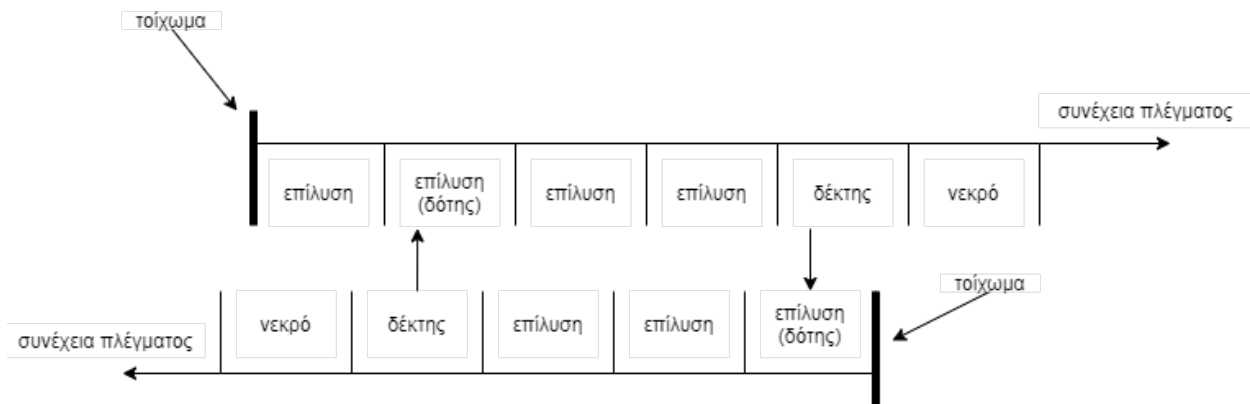 τοίχωμα
συνέχεια πλέγματος
επίλυση
επίλυση
(δότης)
επίλυση
επίλυση
δέκτης
νεκρό
τοίχωμα
νεκρό
δέκτης
επίλυση
επίλυση
επίλυση
(δότης)
συνέχεια πλέγματος